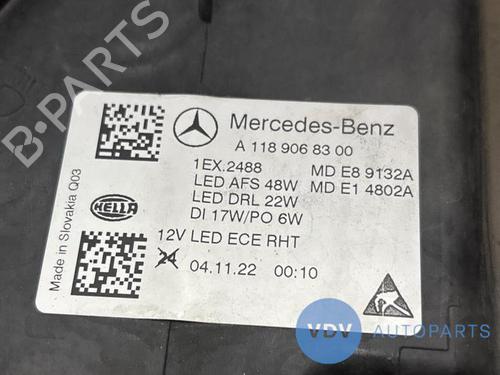 B-PARTS
Mercedes-Benz
A 118 906 83 00
1EX.2488 MD E8 9132A
LED AFS 48W MD E1 4802A
LED DRL 22W
DI 17W/PO 6W
HELLA
12V LED ECE RHT
24 04.11.22 00:10
Made in Slovakia Q03
VDV AUTOPARTS